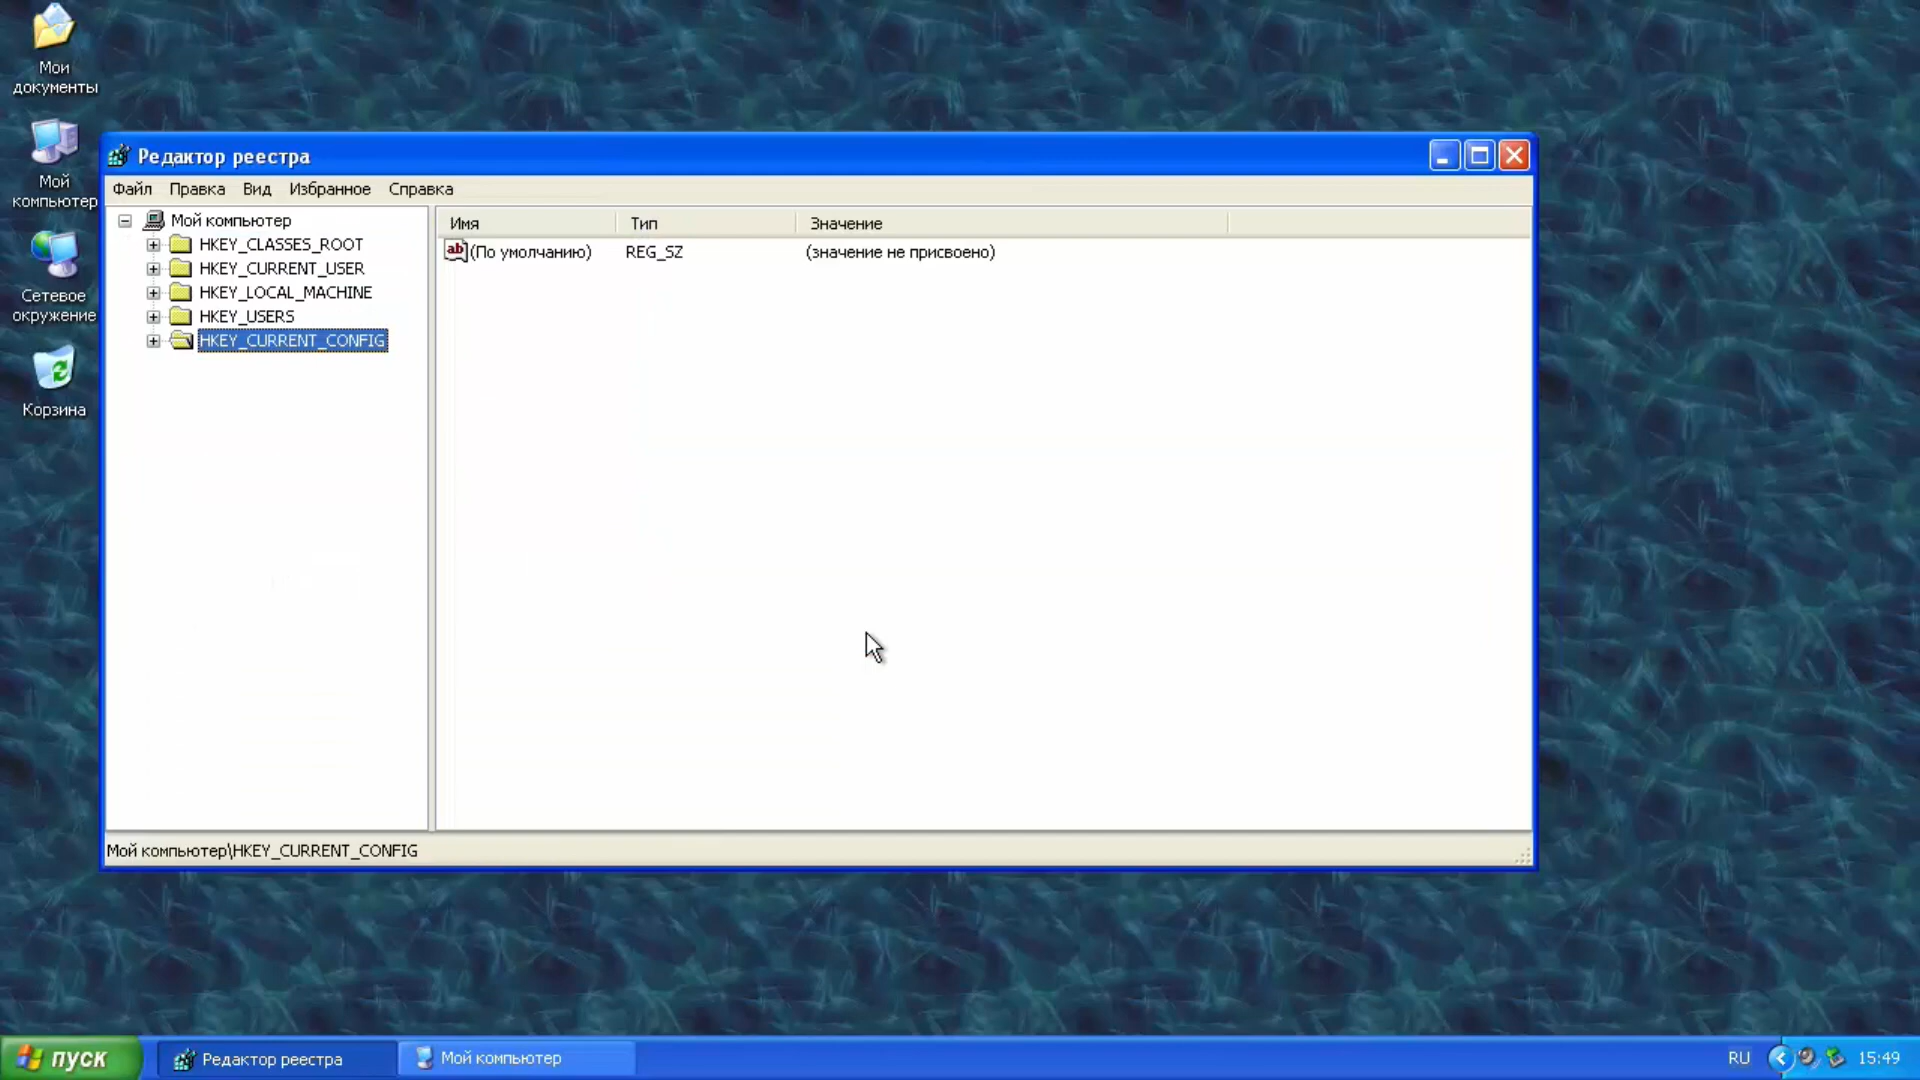 Мои
документы
Мой
компьютер
Сетевое
окружение
Корзина
Редактор реестра
Файл Правка Вид Избранное Справка
Мой компьютер
HKEY_CLASSES_ROOT
HKEY_CURRENT_USER
HKEY_LOCAL_MACHINE
HKEY_USERS
HKEY_CURRENT_CONFIG
Имя Тип Значение
ab (По умолчанию) REG_SZ (значение не присвоено)
Мой компьютер\HKEY_CURRENT_CONFIG
пуск Редактор реестра Мой компьютер RU 15:49